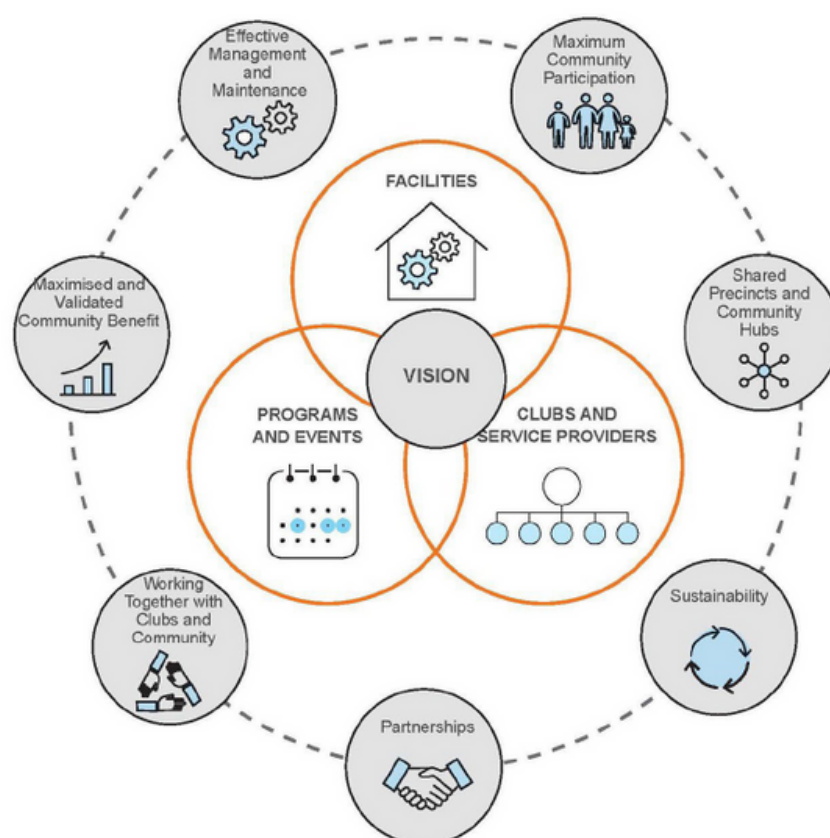 Effective
Management
and
Maintenance
Maximum
Community
Participation
FACILITIES
Maximised and
Validated
Community Benefit
Shared
Precincts and
Community
Hubs
VISION
PROGRAMS
AND EVENTS
CLUBS AND
SERVICE PROVIDERS
Working
Together with
Clubs and
Community
Sustainability
Partnerships